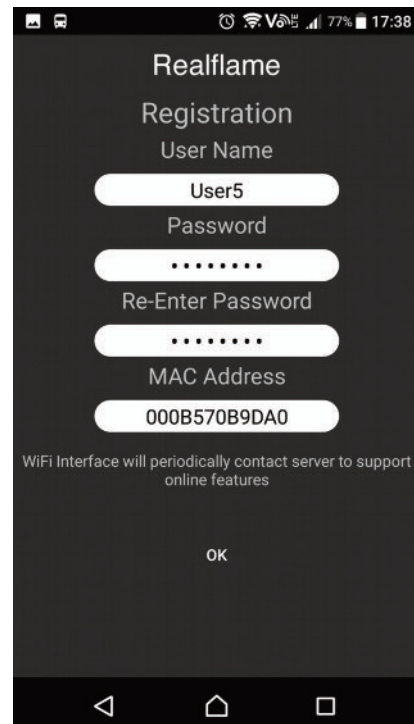 77% 17:38
Realflame
Registration
User Name
User5
Password
••••••••
Re-Enter Password
••••••••
MAC Address
000B570B9DA0
WiFi Interface will periodically contact server to support
online features
OK